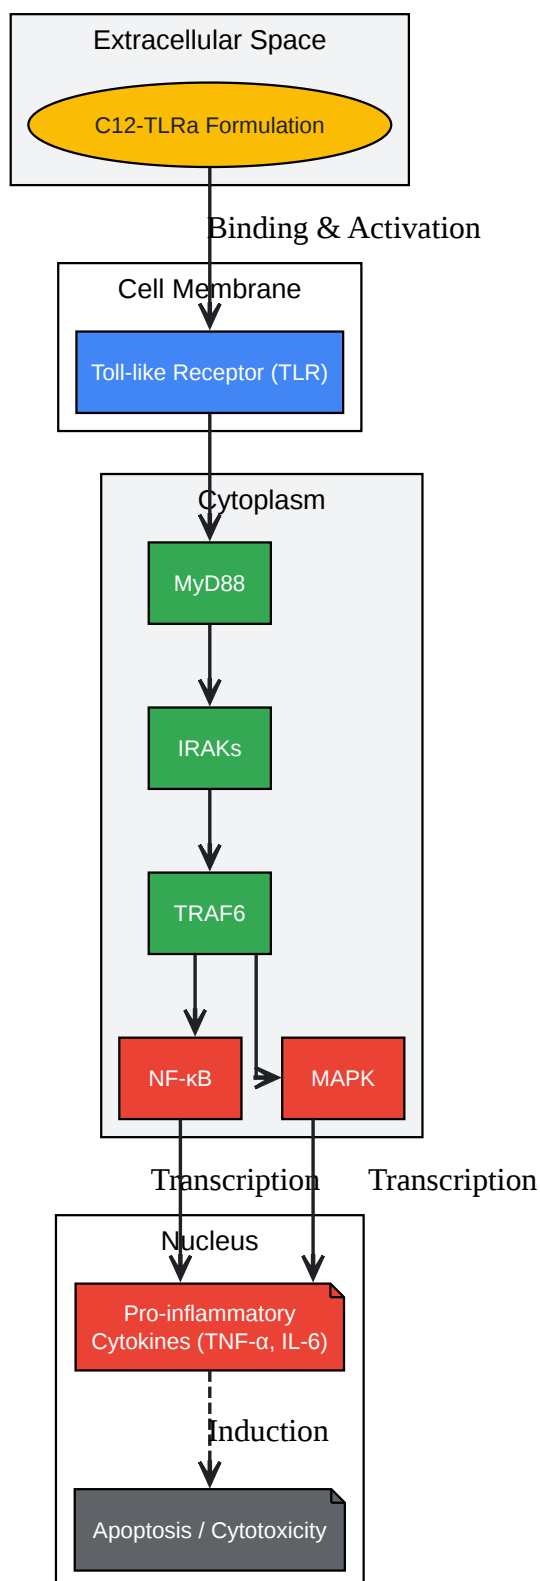 Extracellular Space
C12-TLRa Formulation
Binding & Activation
Cell Membrane
Toll-like Receptor (TLR)
Cytoplasm
MyD88
IRAKs
TRAF6
NF-κB
MAPK
Transcription
Transcription
Nucleus
Pro-inflammatory
Cytokines (TNF-α, IL-6)
Induction
Apoptosis / Cytotoxicity